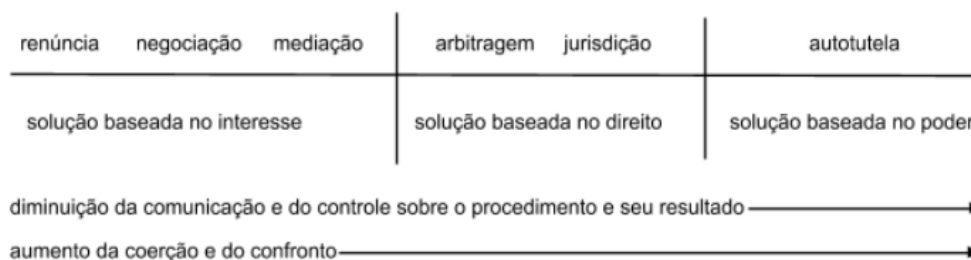 renúncia negociação mediação arbitragem jurisdição autotutela
solução baseada no interesse solução baseada no direito solução baseada no poder
diminuição da comunicação e do controle sobre o procedimento e seu resultado
aumento da coerção e do confronto